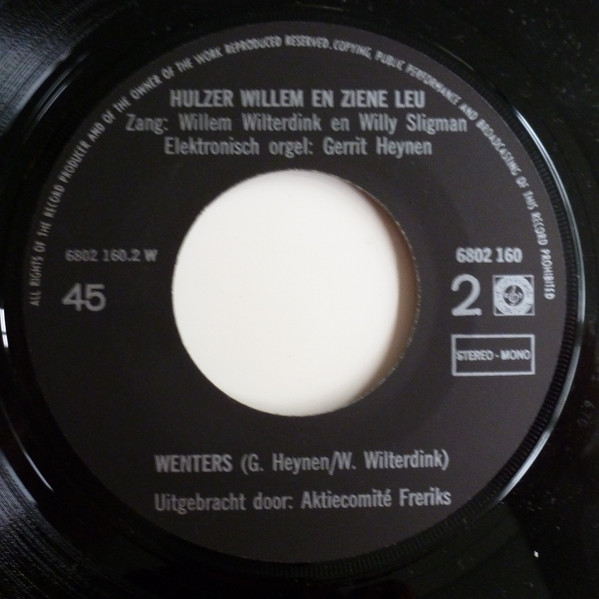 ALL RIGHTS OF THE RECORD PRODUCER AND OF THE OWNER OF THE WORK REPRODUCED RESERVED. COPYING, PUBLIC PERFORMANCE AND BROADCASTING OF THIS RECORD PROHIBITED
HULZER WILLEM EN ZIENE LEU
Zang: Willem Wilterdink en Willy Sligman
Elektronisch orgel: Gerrit Heynen
6802 160.2 W
6802 160
45
2
STEREO-MONO
WENTERS (G. Heynen/W. Wilterdink)
Uitgebracht door: Aktiecomité Freriks